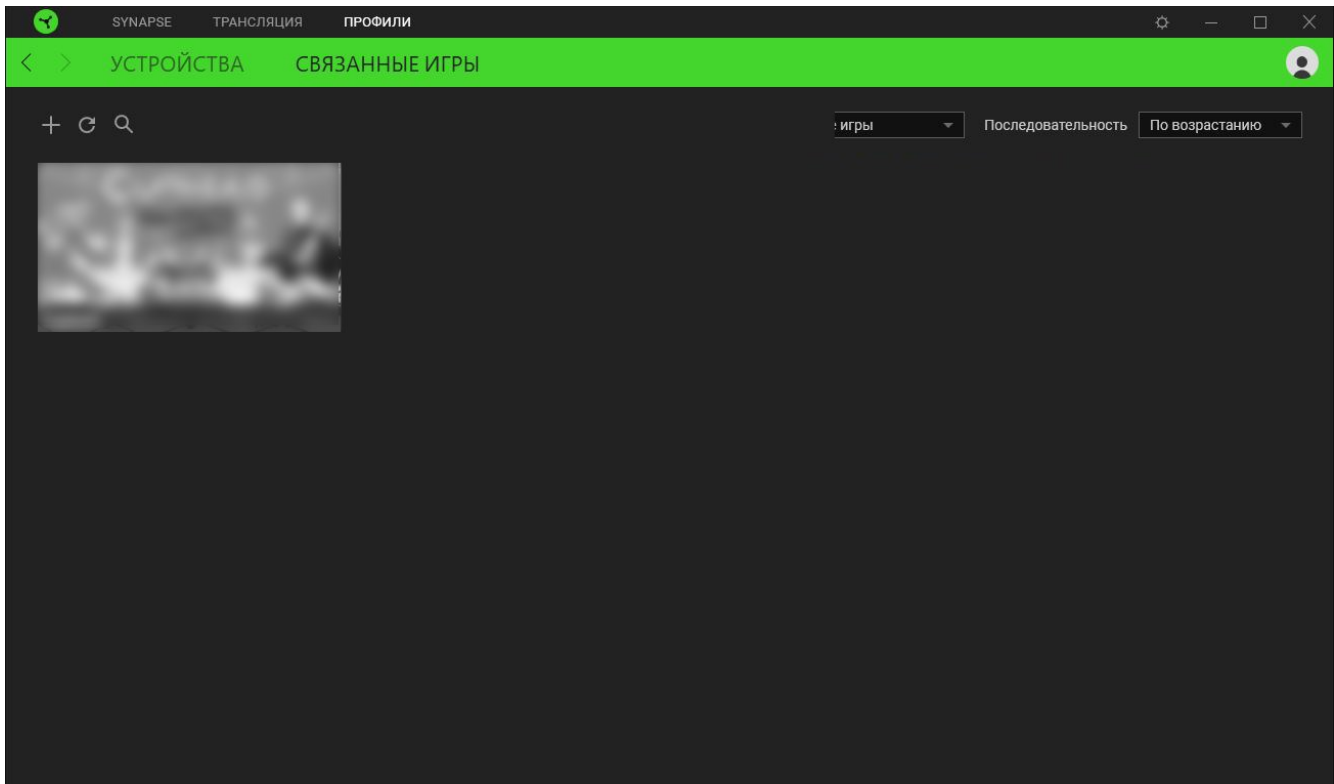 SYNAPSE ТРАНСЛЯЦИЯ ПРОФИЛИ
УСТРОЙСТВА СВЯЗАННЫЕ ИГРЫ
игры Последовательность По возрастанию